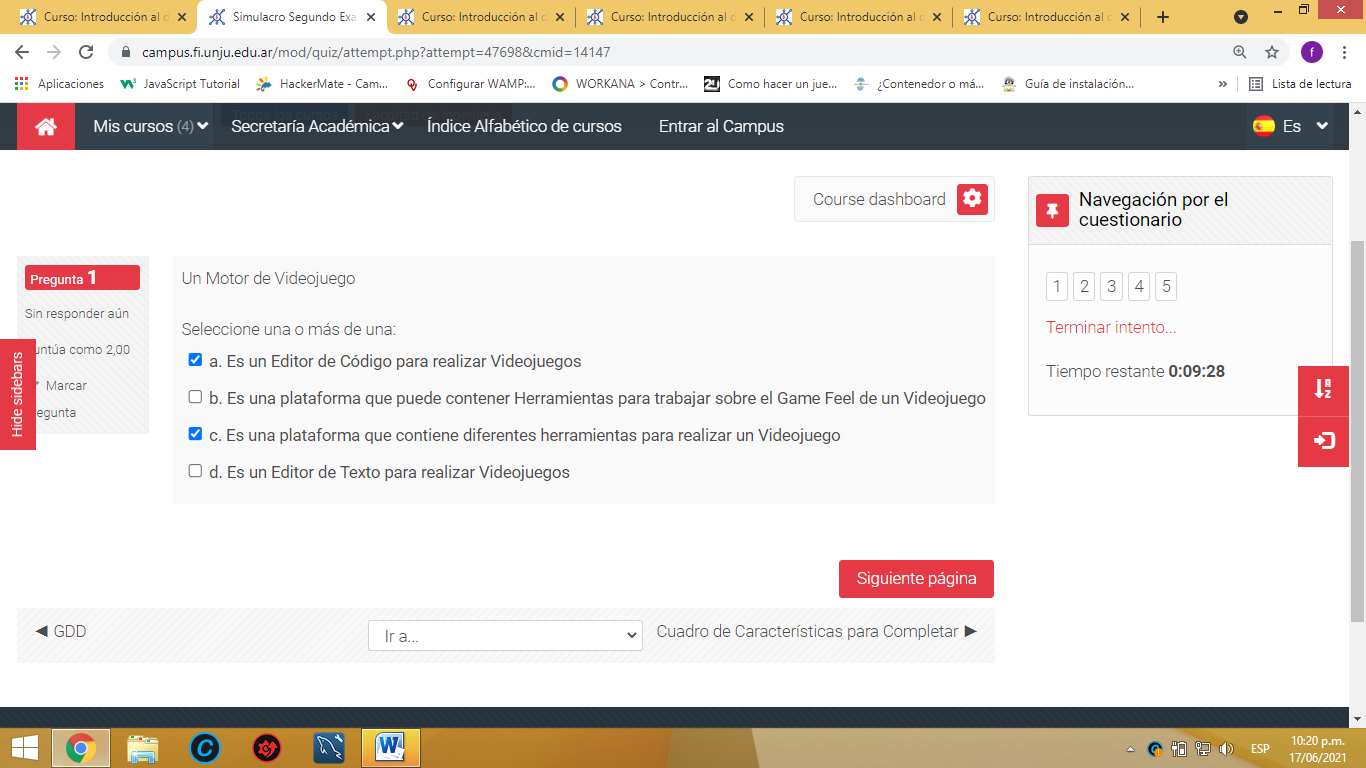 Curso: Introducción al d
Simulacro Segundo Exa
Curso: Introducción al d
Curso: Introducción al d
Curso: Introducción al d
Curso: Introducción al d
campus.fi.unju.edu.ar/mod/quiz/attempt.php?attempt=47698&cmid=14147
f
Aplicaciones
JavaScript Tutorial
HackerMate - Cam...
Configurar WAMP:...
WORKANA > Contr...
Como hacer un jue...
¿Contenedor o má...
Guía de instalación...
»
Lista de lectura
Mis cursos (4)
Secretaría Académica
Índice Alfabético de cursos
Entrar al Campus
Es
Course dashboard
Navegación por el
cuestionario
Pregunta 1
Sin responder aún
untúa como 2,00
Marcar
egunta
Hide sidebars
Un Motor de Videojuego
Seleccione una o más de una:
a. Es un Editor de Código para realizar Videojuegos
b. Es una plataforma que puede contener Herramientas para trabajar sobre el Game Feel de un Videojuego
c. Es una plataforma que contiene diferentes herramientas para realizar un Videojuego
d. Es un Editor de Texto para realizar Videojuegos
1 2 3 4 5
Terminar intento...
Tiempo restante 0:09:28
Siguiente página
◄ GDD
Ir a...
Cuadro de Características para Completar ►
ESP
10:20 p.m.
17/06/2021